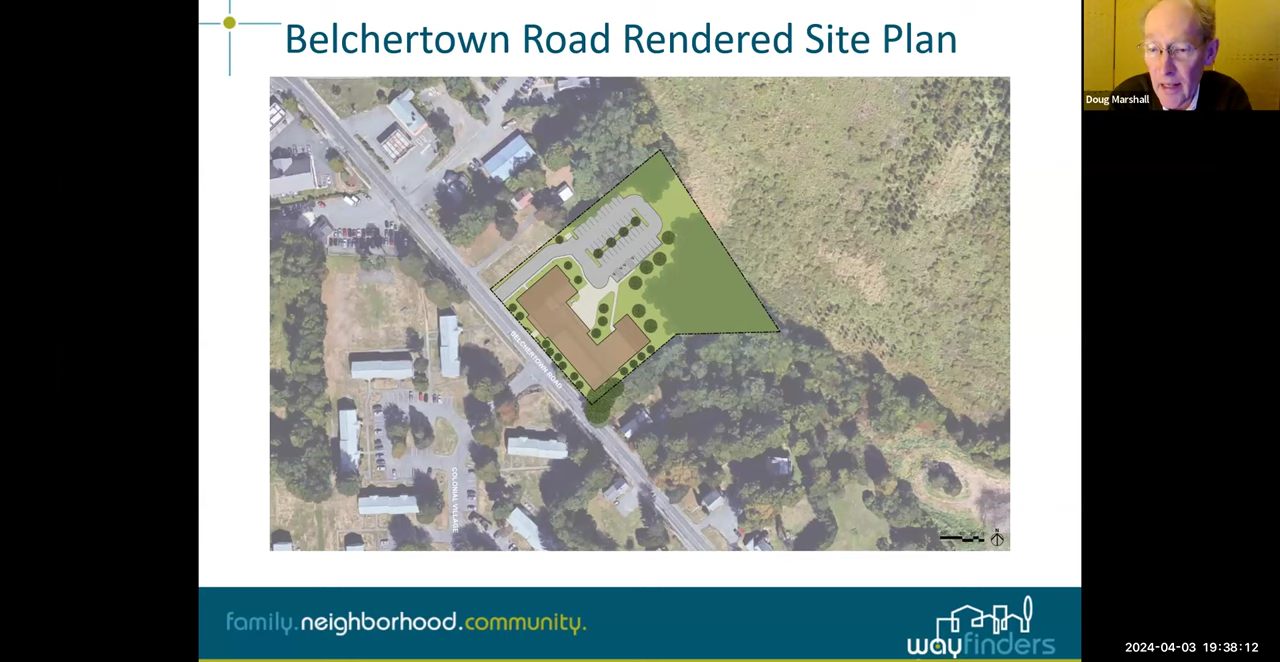 Belchertown Road Rendered Site Plan
Doug Marshall
BELCHERTOWN ROAD
COLONIAL VILLAGE
N
family.neighborhood.community.
wayfinders
2024-04-03 19:38:12